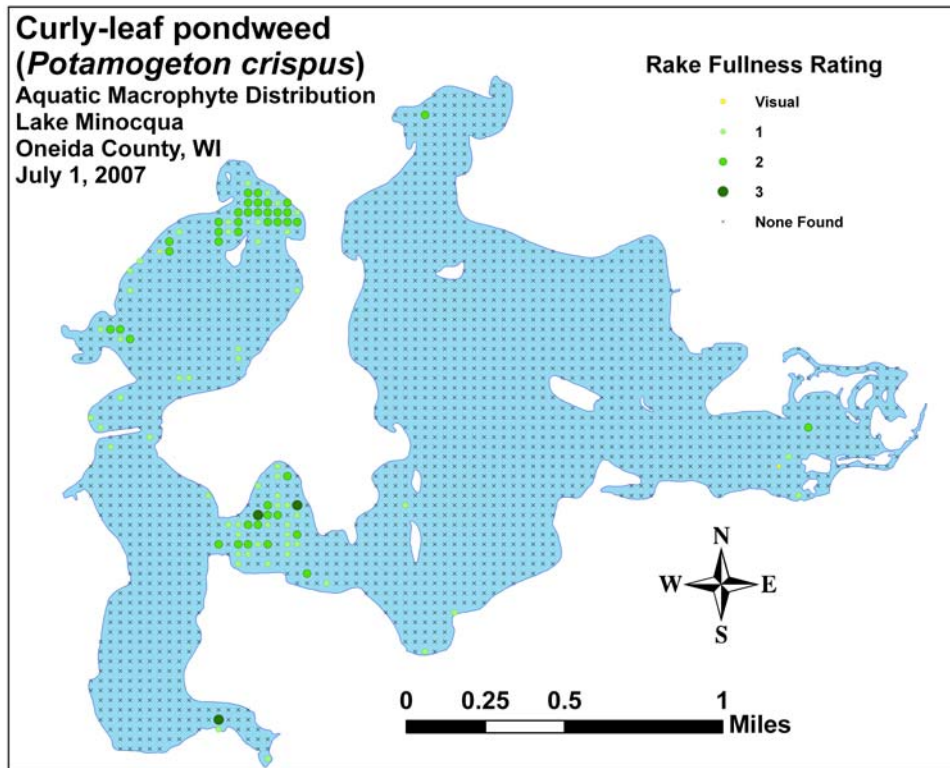 Curly-leaf pondweed
(Potamogeton crispus)
Aquatic Macrophyte Distribution
Lake Minocqua
Oneida County, WI
July 1, 2007
Rake Fullness Rating
Visual
1
2
3
None Found
N
W E
S
0 0.25 0.5 1
Miles